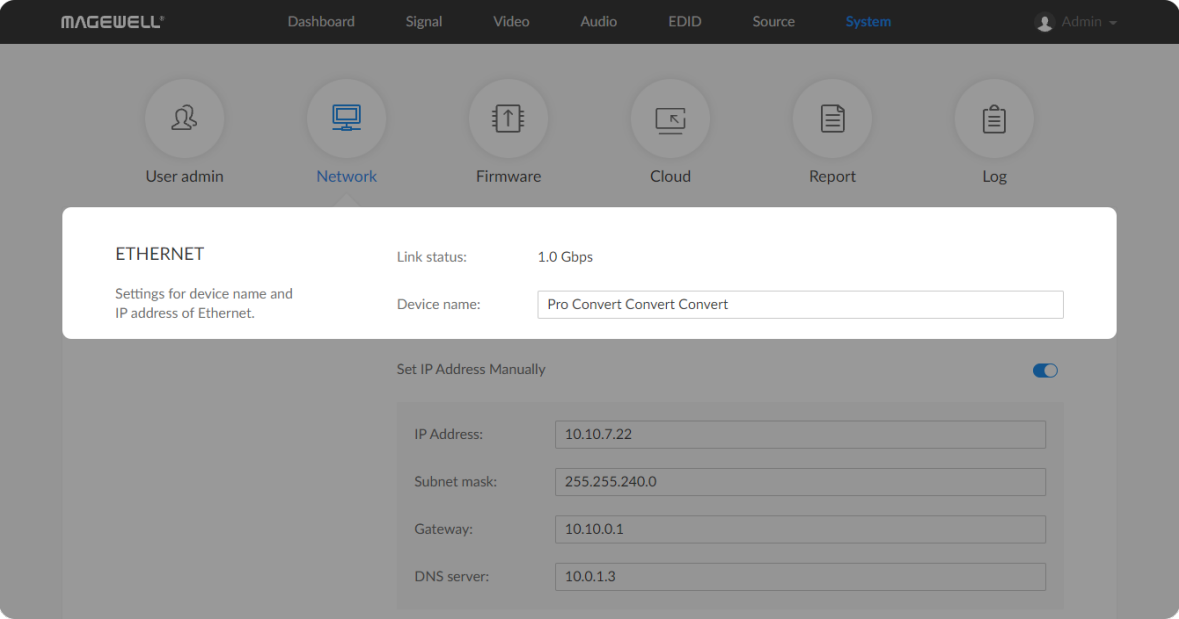 MAGEWELL®
Dashboard Signal Video Audio EDID Source System Admin
User admin Network Firmware Cloud Report Log
ETHERNET
Settings for device name and
IP address of Ethernet.
Link status: 1.0 Gbps
Device name: Pro Convert Convert Convert
Set IP Address Manually
IP Address: 10.10.7.22
Subnet mask: 255.255.240.0
Gateway: 10.10.0.1
DNS server: 10.0.1.3